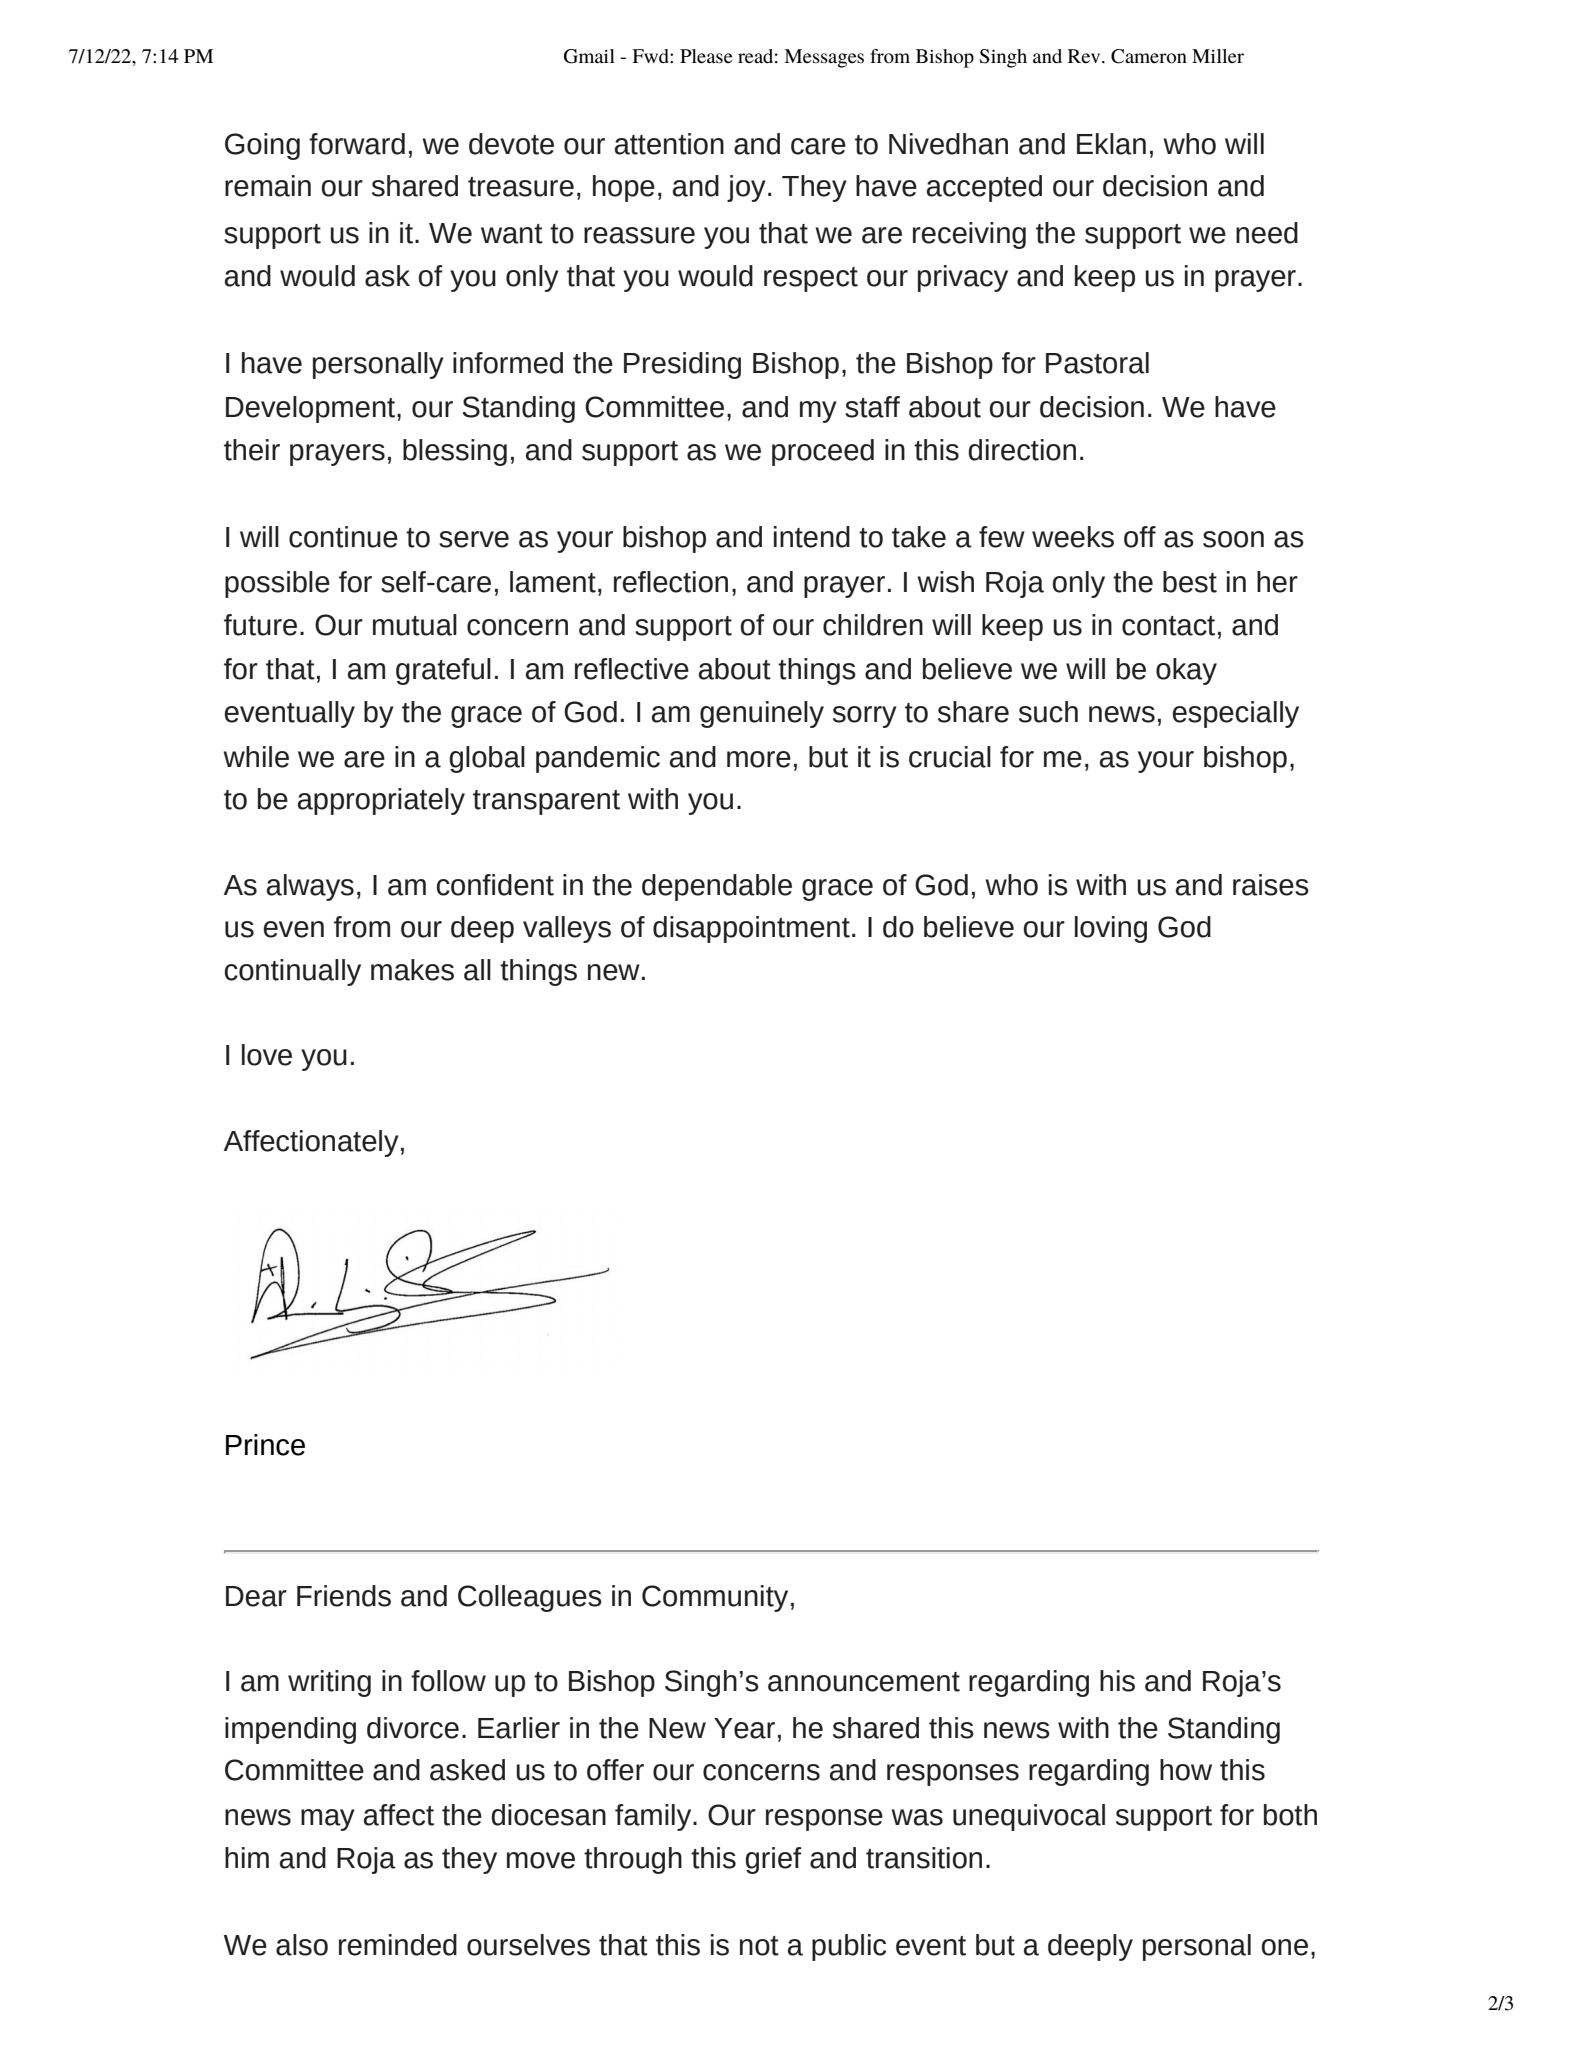 7/12/22, 7:14 PM
Gmail - Fwd: Please read: Messages from Bishop Singh and Rev. Cameron Miller
Going forward, we devote our attention and care to Nivedhan and Eklan, who will
remain our shared treasure, hope, and joy. They have accepted our decision and
support us in it. We want to reassure you that we are receiving the support we need
and would ask of you only that you would respect our privacy and keep us in prayer.
I have personally informed the Presiding Bishop, the Bishop for Pastoral
Development, our Standing Committee, and my staff about our decision. We have
their prayers, blessing, and support as we proceed in this direction.
I will continue to serve as your bishop and intend to take a few weeks off as soon as
possible for self-care, lament, reflection, and prayer. I wish Roja only the best in her
future. Our mutual concern and support of our children will keep us in contact, and
for that, I am grateful. I am reflective about things and believe we will be okay
eventually by the grace of God. I am genuinely sorry to share such news, especially
while we are in a global pandemic and more, but it is crucial for me, as your bishop,
to be appropriately transparent with you.
As always, I am confident in the dependable grace of God, who is with us and raises
us even from our deep valleys of disappointment. I do believe our loving God
continually makes all things new.
I love you.
Affectionately,
Prince
Dear Friends and Colleagues in Community,
I am writing in follow up to Bishop Singh’s announcement regarding his and Roja’s
impending divorce. Earlier in the New Year, he shared this news with the Standing
Committee and asked us to offer our concerns and responses regarding how this
news may affect the diocesan family. Our response was unequivocal support for both
him and Roja as they move through this grief and transition.
We also reminded ourselves that this is not a public event but a deeply personal one,
2/3